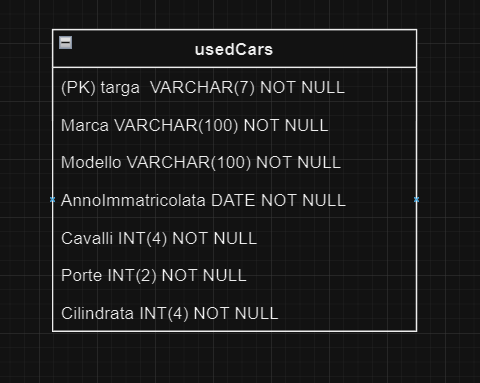 usedCars
(PK) targa  VARCHAR(7) NOT NULL
Marca VARCHAR(100) NOT NULL
Modello VARCHAR(100) NOT NULL
AnnoImmatricolata DATE NOT NULL
Cavalli INT(4) NOT NULL
Porte INT(2) NOT NULL
Cilindrata INT(4) NOT NULL